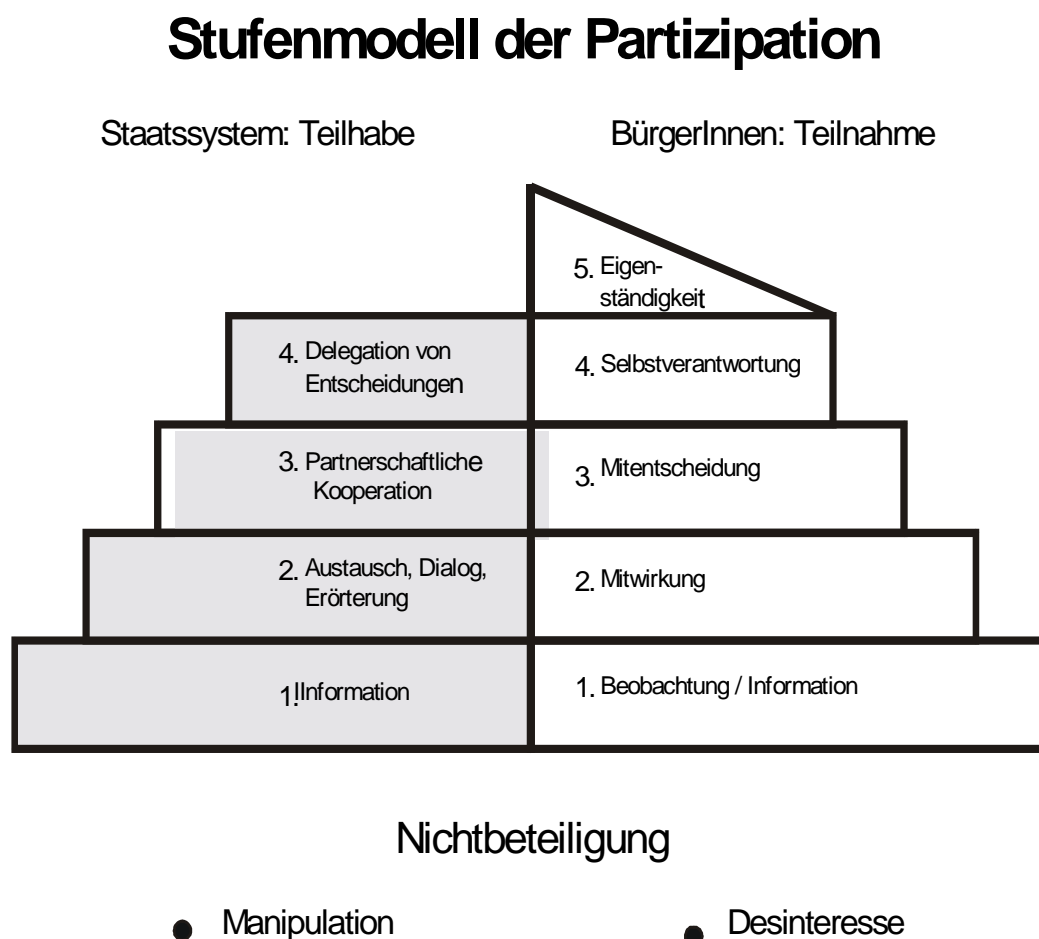 Stufenmodell der Partizipation
Staatssystem: Teilhabe
BürgerInnen: Teilnahme
5. Eigen-
ständigkeit
4. Delegation von
Entscheidungen
4. Selbstverantwortung
3. Partnerschaftliche
Kooperation
3. Mitentscheidung
2. Austausch, Dialog,
Erörterung
2. Mitwirkung
1. Information
1. Beobachtung / Information
Nichtbeteiligung
• Manipulation
• Desinteresse